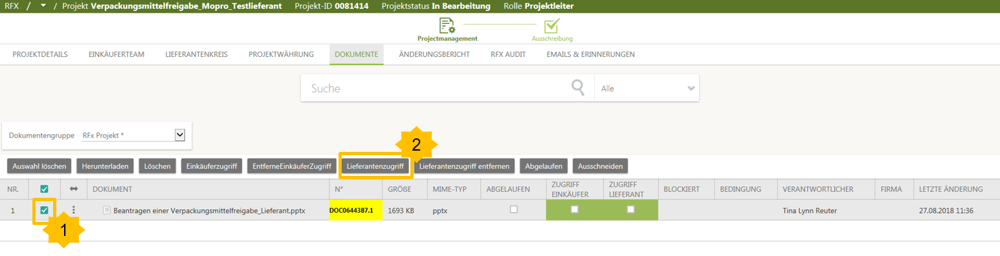 RFX / / Projekt Verpackungsmittelfreigabe_Mopro_Testlieferant Projekt-ID 0081414 Projektstatus In Bearbeitung Rolle Projektleiter
Projectmanagement Ausschreibung
PROJEKTDETAILS EINKÄUFERTEAM LIEFERANTENKREIS PROJEKTWÄHRUNG DOKUMENTE ÄNDERUNGSBERICHT RFX AUDIT EMAILS & ERINNERUNGEN
Suche Alle
Dokumentengruppe RFx Projekt *
2
Auswahl löschen Herunterladen Löschen Einkäuferzugriff EntferneEinkäuferZugriff Lieferantenzugriff Lieferantenzugriff entfernen Abgelaufen Ausschneiden
NR. DOKUMENT N° GRÖßE MIME-TYP ABGELAUFEN ZUGRIFF EINKÄUFER ZUGRIFF LIEFERANT BLOCKIERT BEDINGUNG VERANTWORTLICHER FIRMA LETZTE ÄNDERUNG
1 Beantragen einer Verpackungsmittelfreigabe_Lieferant.pptx DOC0644387.1 1693 KB pptx Tina Lynn Reuter 27.08.2018 11:36
1